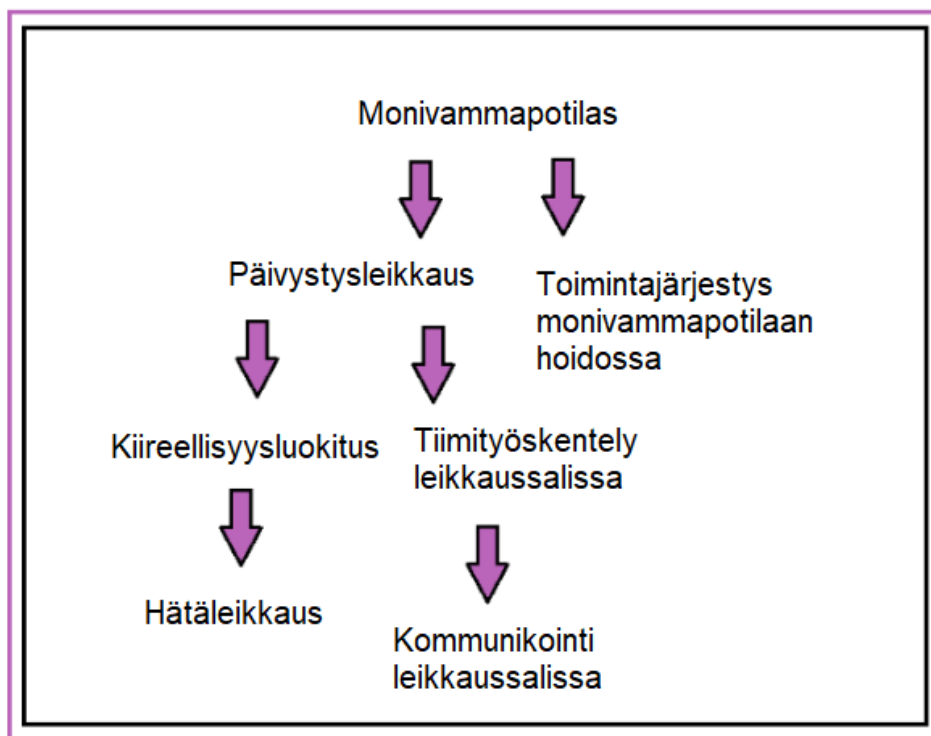 Monivammapotilas
Päivystysleikkaus
Toimintajärjestys
monivammapotilaan
hoidossa
Kiireellisyysluokitus
Tiimityöskentely
leikkaussalissa
Hätäleikkaus
Kommunikointi
leikkaussalissa